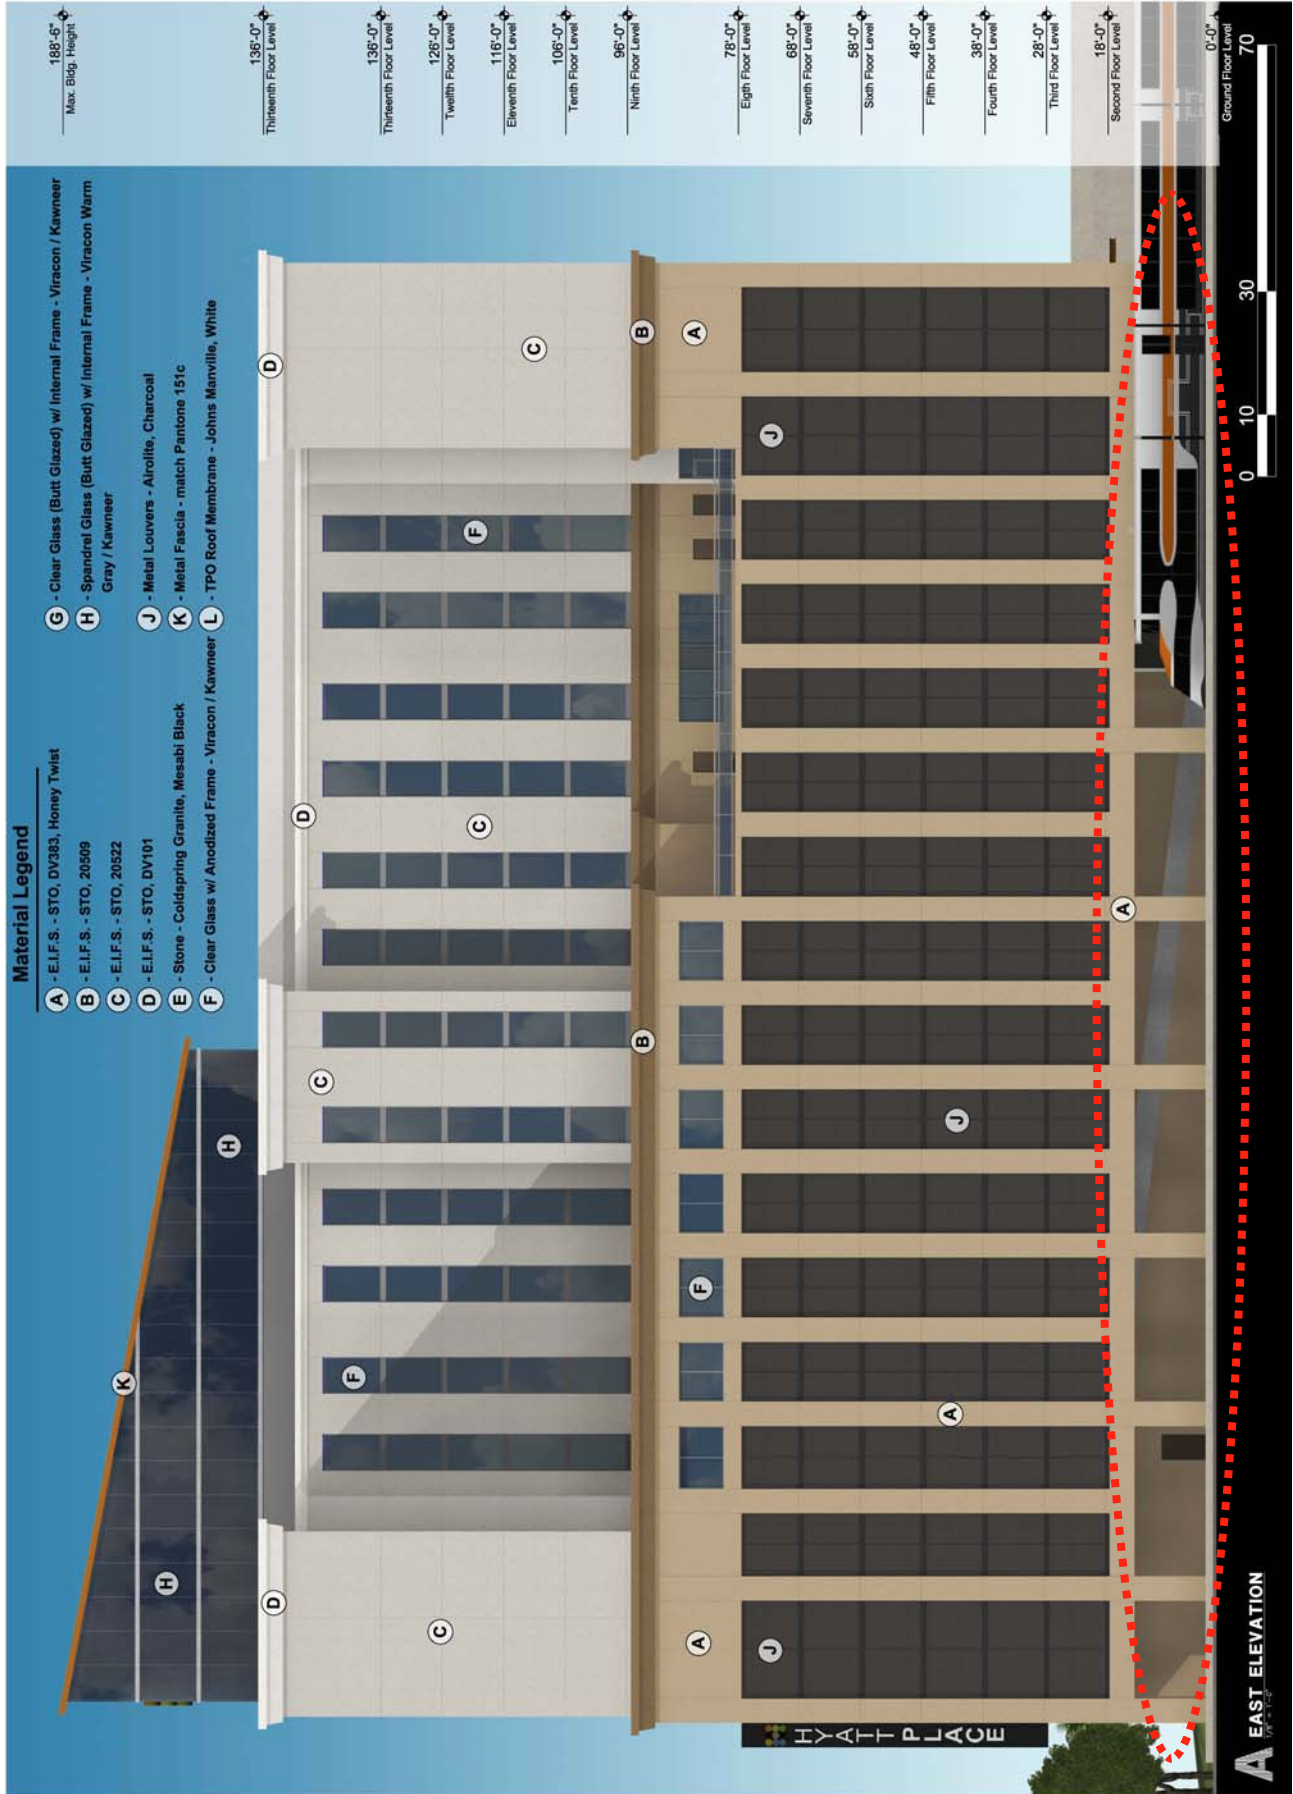 Material Legend
A - E.I.F.S. - STO, DV383, Honey Twist
B - E.I.F.S. - STO, 20509
C - E.I.F.S. - STO, 20522
D - E.I.F.S. - STO, DV101
E - Stone - Coldspring Granite, Mesabi Black
F - Clear Glass w/ Anodized Frame - Viracon / Kawneer
G - Clear Glass (Butt Glazed) w/ Internal Frame - Viracon / Kawneer
H - Spandrel Glass (Butt Glazed) w/ Internal Frame - Viracon Warm
Gray / Kawneer
J - Metal Louvers - Airolite, Charcoal
K - Metal Fascia - match Pantone 151c
L - TPO Roof Membrane - Johns Manville, White
188'-6"
Max. Bldg. Height
136'-0"
Thirteenth Floor Level
136'-0"
Thirteenth Floor Level
126'-0"
Twelfth Floor Level
116'-0"
Eleventh Floor Level
106'-0"
Tenth Floor Level
96'-0"
Ninth Floor Level
78'-0"
Eigth Floor Level
68'-0"
Seventh Floor Level
58'-0"
Sixth Floor Level
48'-0"
Fifth Floor Level
38'-0"
Fourth Floor Level
28'-0"
Third Floor Level
18'-0"
Second Floor Level
0'-0"
Ground Floor Level
K
H
H
D
D
D
C
C
C
C
F
F
B
B
A
A
F
J
J
J
A
A
HYATT PLACE
A EAST ELEVATION
1/8" = 1'-0"
0 10 30 70